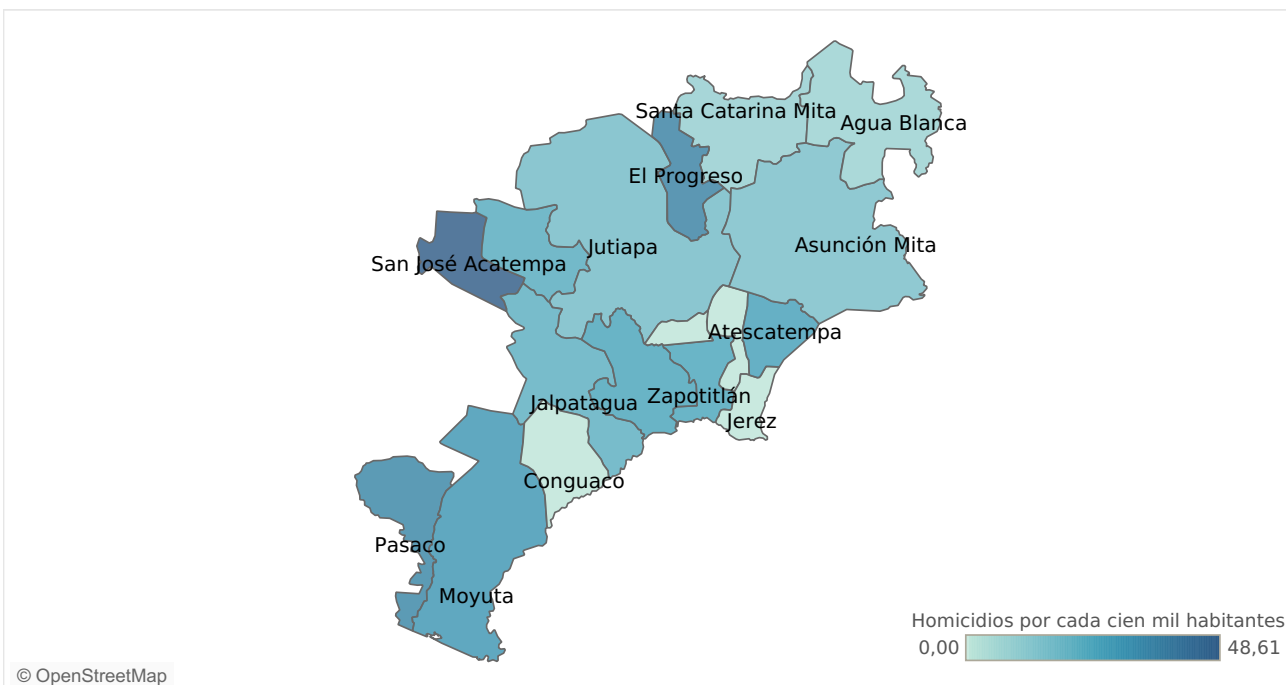 Santa Catarina Mita
Agua Blanca
El Progreso
Jutiapa
Asunción Mita
San José Acatempa
Atescatempa
Jalpatagua
Zapotitlán
Jerez
Conguaco
Pasaco
Moyuta
Homicidios por cada cien mil habitantes
0,00 48,61
© OpenStreetMap